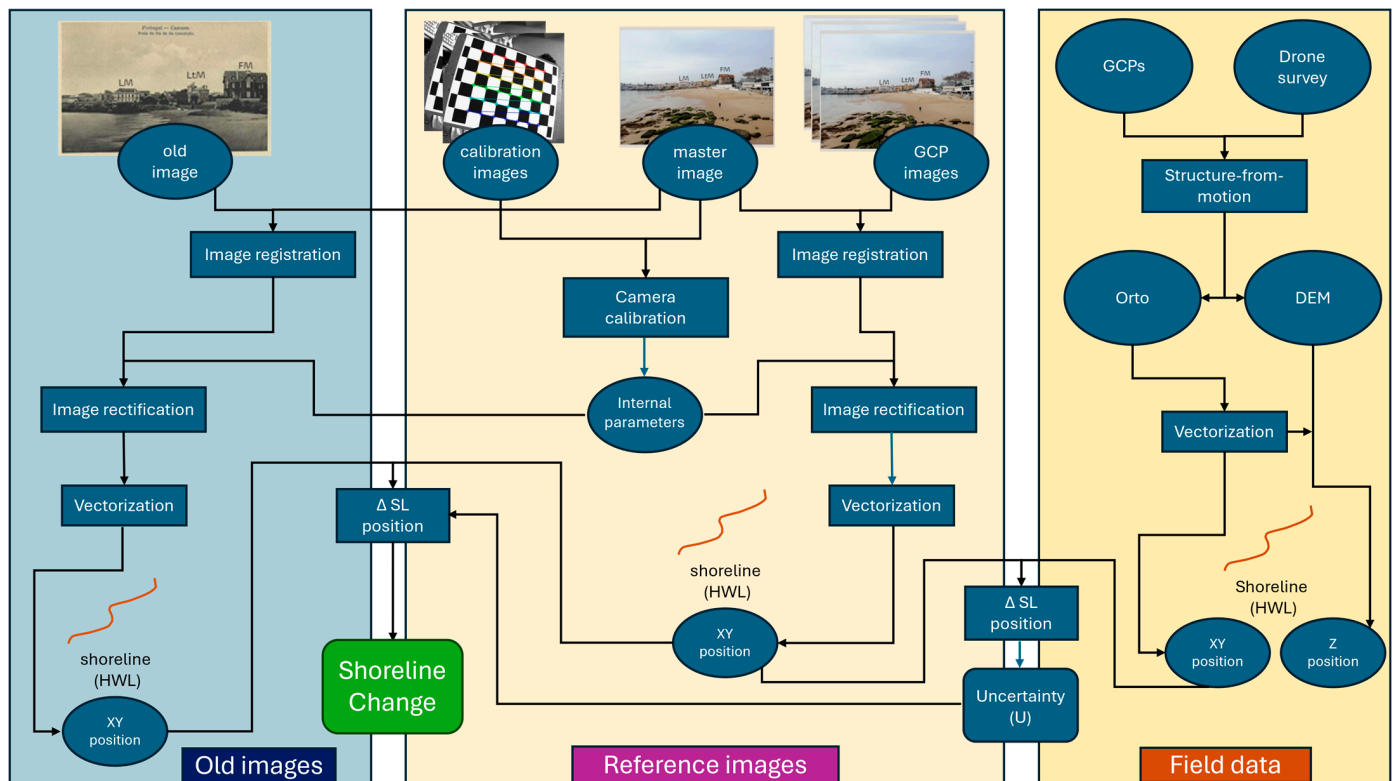 Portugal — Cascaes
LM
LtM
FM
old
image
Image registration
Image rectification
Vectorization
shoreline
(HWL)
XY
position
Old images
calibration
images
LM
LtM
FM
master
image
LM
LtM
FM
GCP
images
Image registration
Camera
calibration
Internal
parameters
Image rectification
Vectorization
Δ SL
position
Shoreline
Change
shoreline
(HWL)
XY
position
Δ SL
position
Uncertainty
(U)
Reference images
GCPs
Drone
survey
Structure-from-
motion
Orto
DEM
Vectorization
Shoreline
(HWL)
XY
position
Z
position
Field data